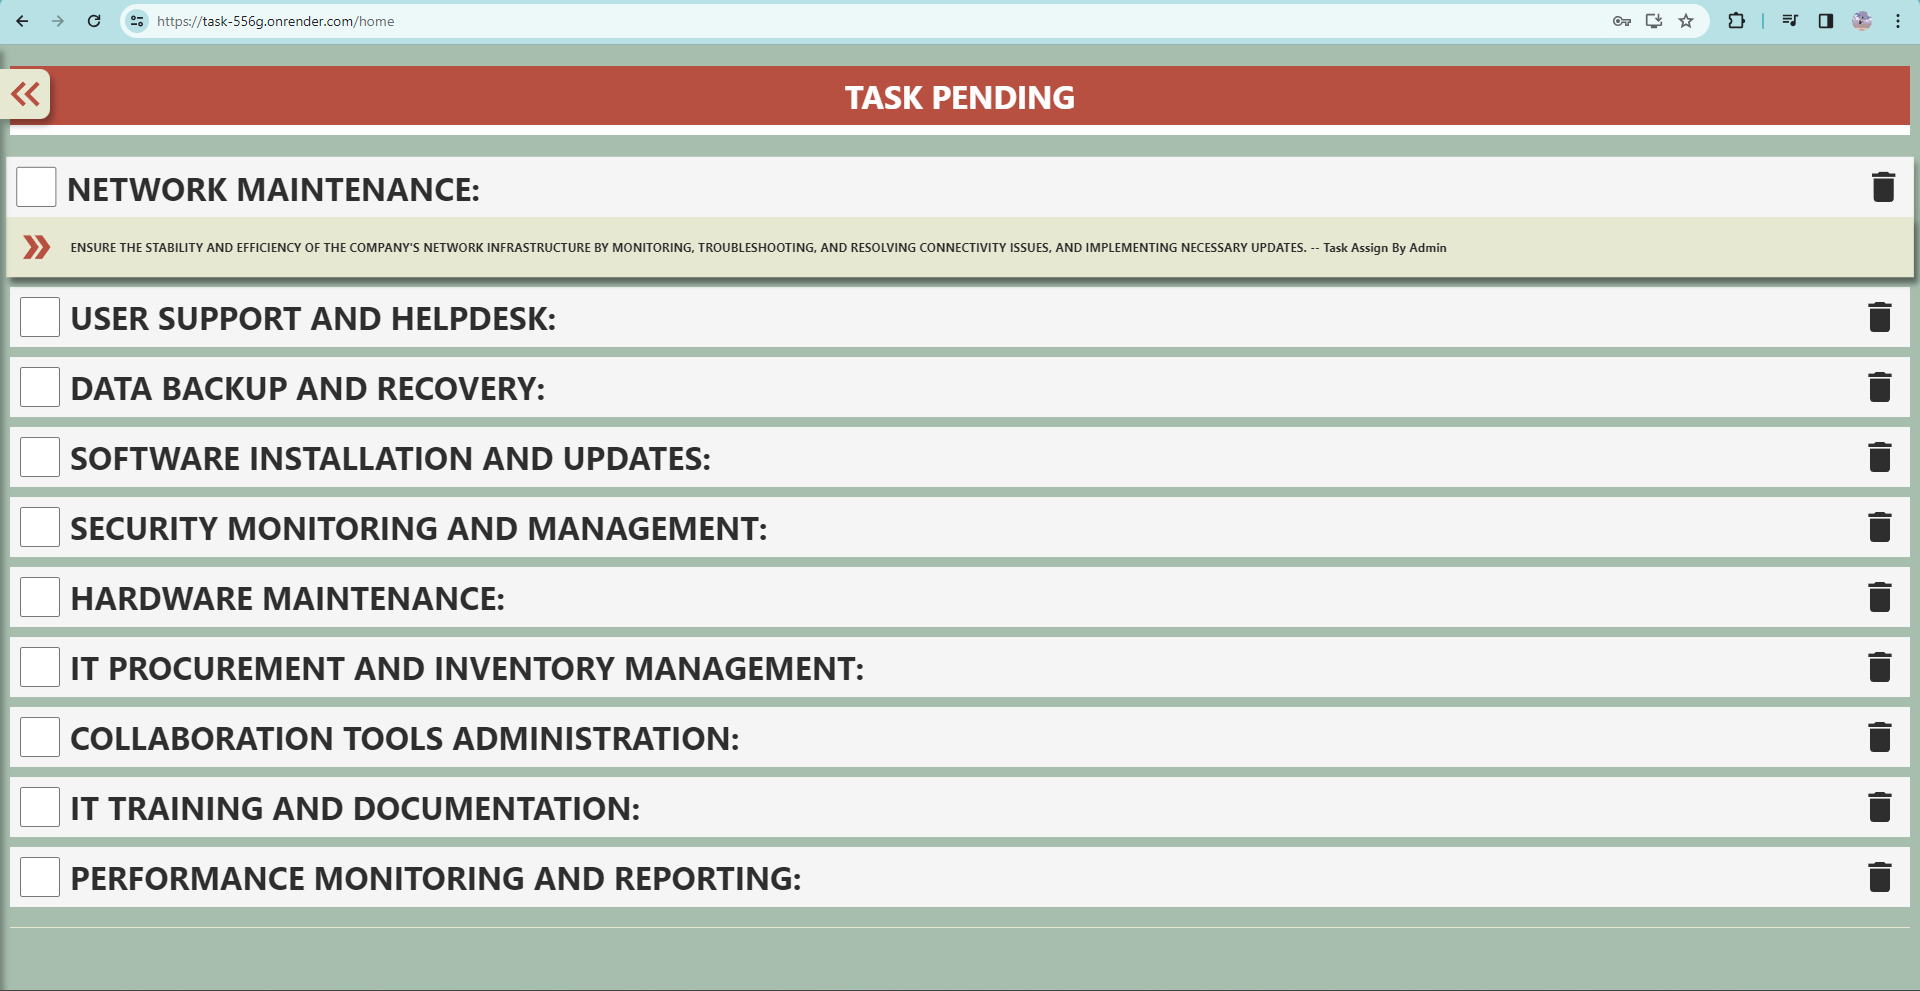 https://task-556g.onrender.com/home
TASK PENDING
NETWORK MAINTENANCE:
ENSURE THE STABILITY AND EFFICIENCY OF THE COMPANY'S NETWORK INFRASTRUCTURE BY MONITORING, TROUBLESHOOTING, AND RESOLVING CONNECTIVITY ISSUES, AND IMPLEMENTING NECESSARY UPDATES. -- Task Assign By Admin
USER SUPPORT AND HELPDESK:
DATA BACKUP AND RECOVERY:
SOFTWARE INSTALLATION AND UPDATES:
SECURITY MONITORING AND MANAGEMENT:
HARDWARE MAINTENANCE:
IT PROCUREMENT AND INVENTORY MANAGEMENT:
COLLABORATION TOOLS ADMINISTRATION:
IT TRAINING AND DOCUMENTATION:
PERFORMANCE MONITORING AND REPORTING: